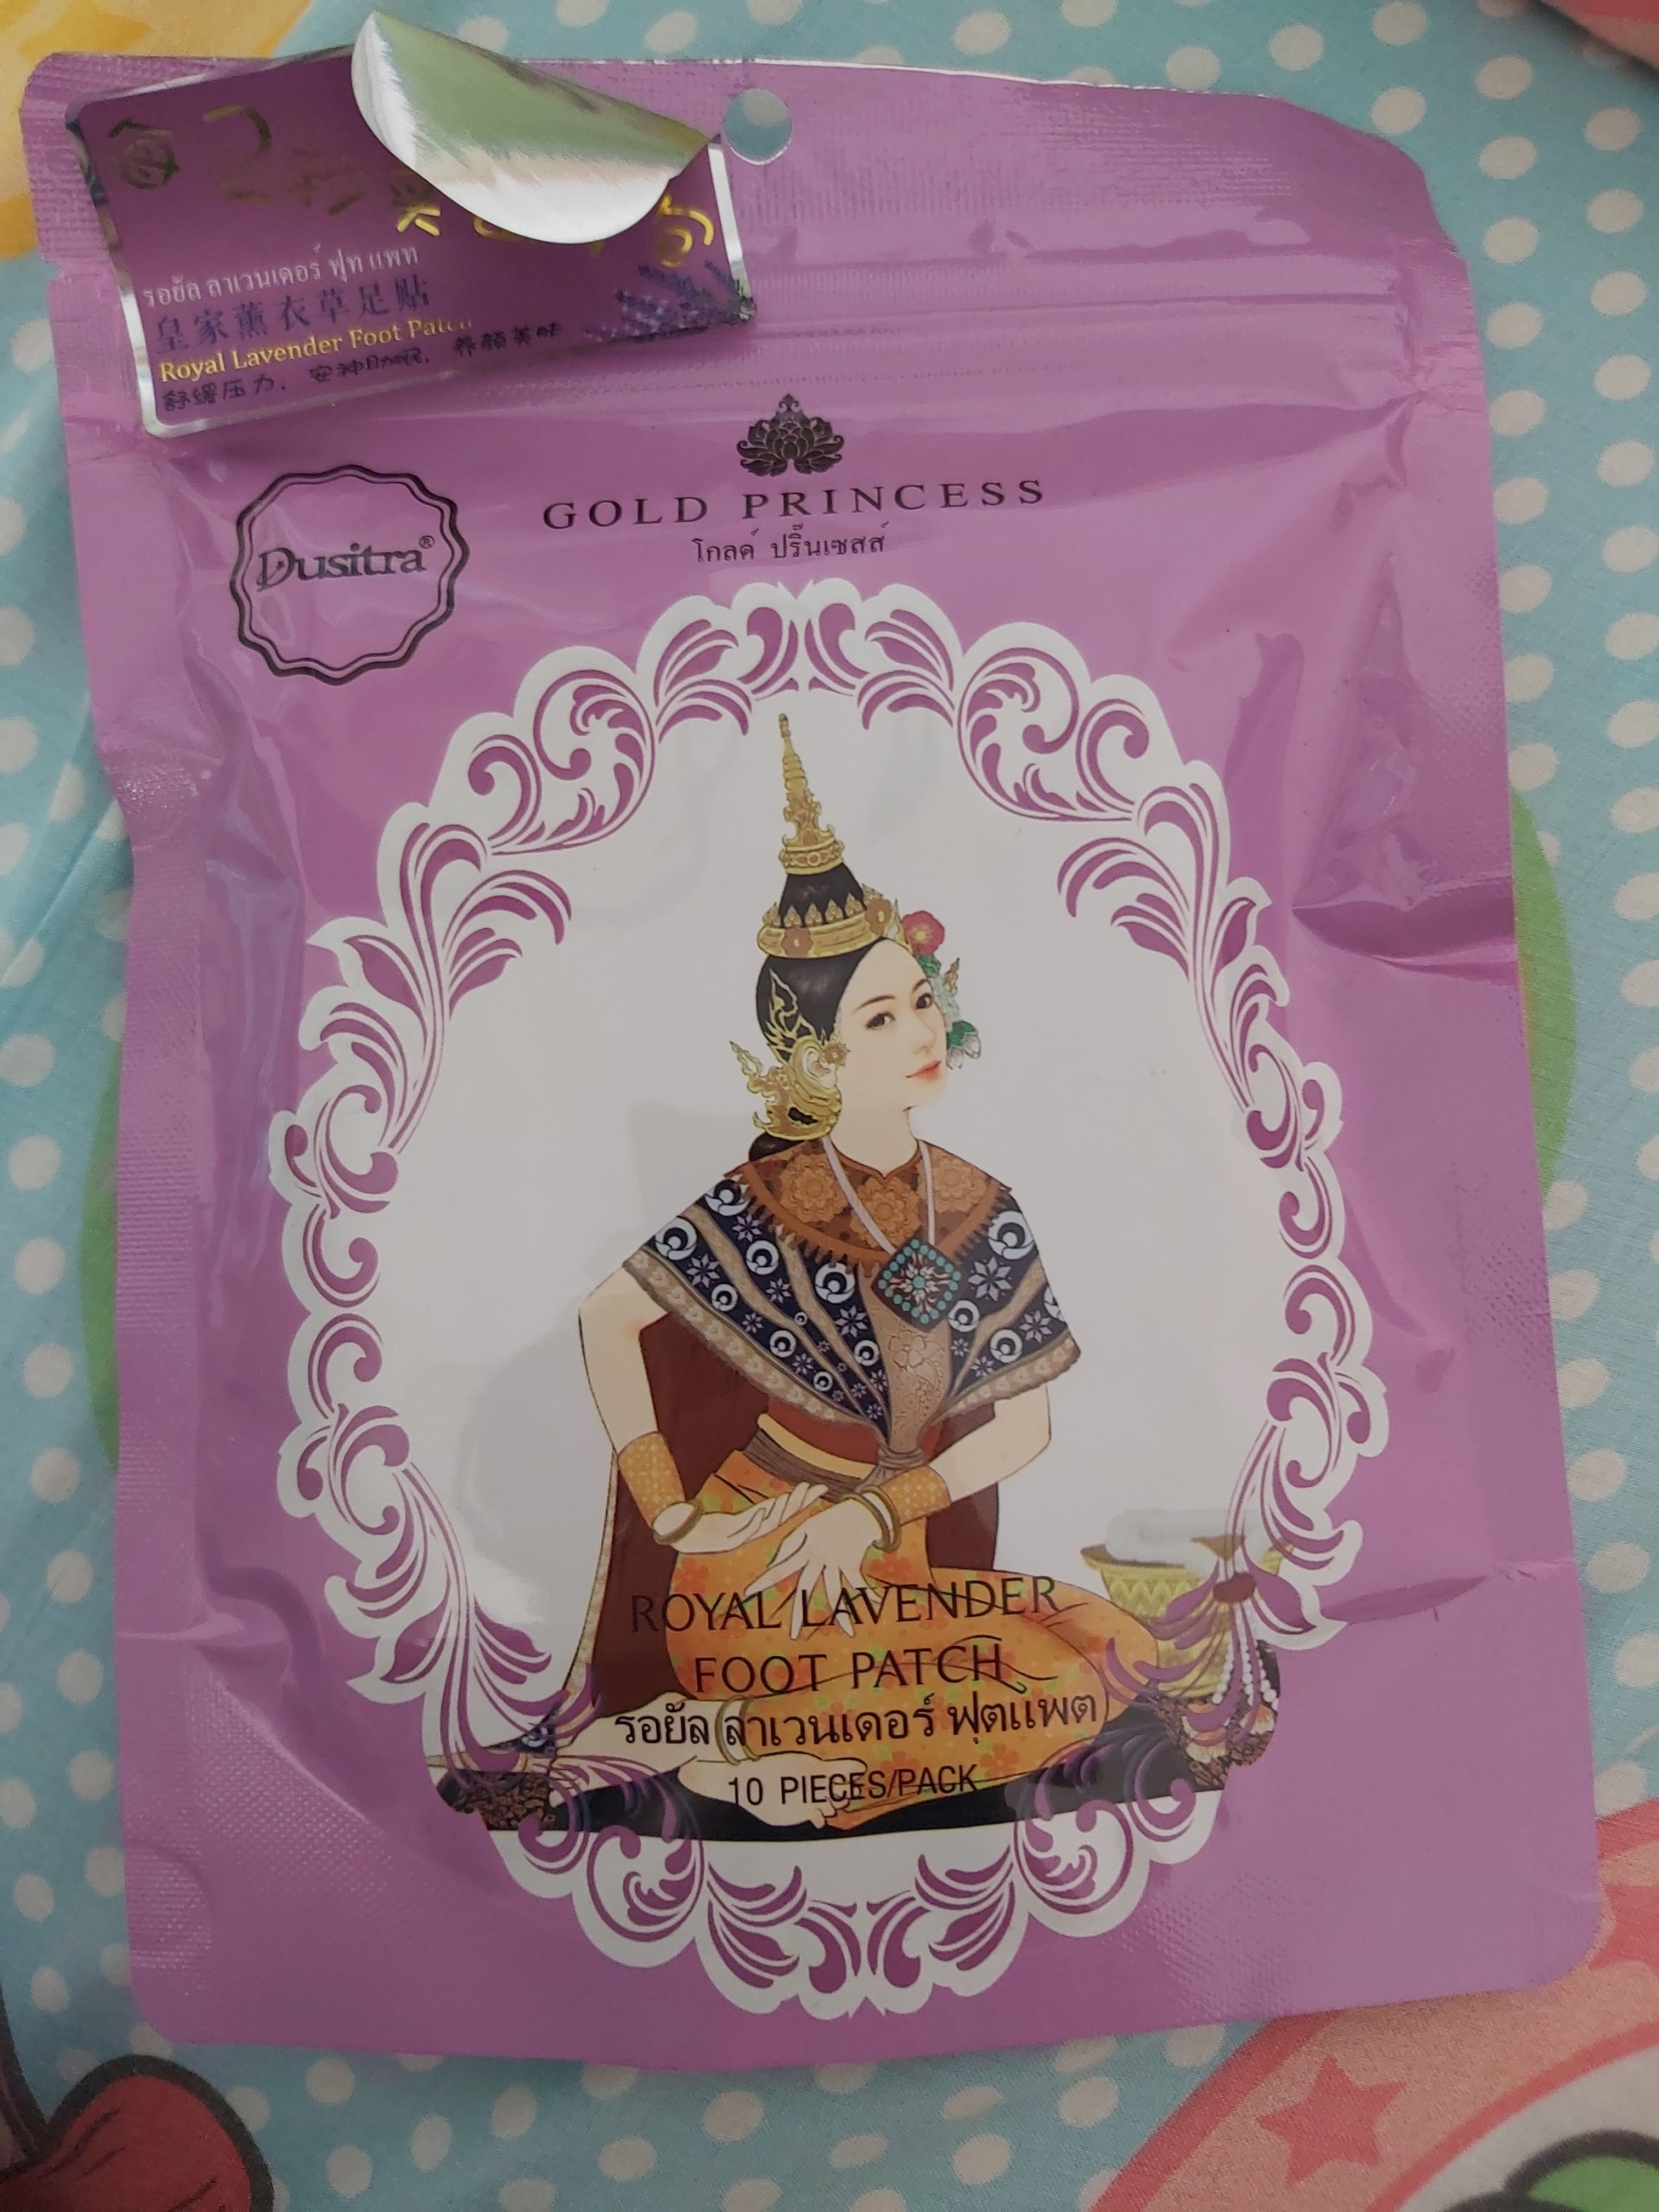 每2秒
รอยัล ลาเวนเดอร์ ฟุท แพท
皇家薰衣草足贴
Royal Lavender Foot Patch
舒缓压力. 安神助眠. 养颜美味
GOLD PRINCESS
โกลด์ ปริ๊นเซสส์
Dusitra®
ROYAL LAVENDER
FOOT PATCH
รอยัล ลาเวนเดอร์ ฟุตแพต
10 PIECES/PACK